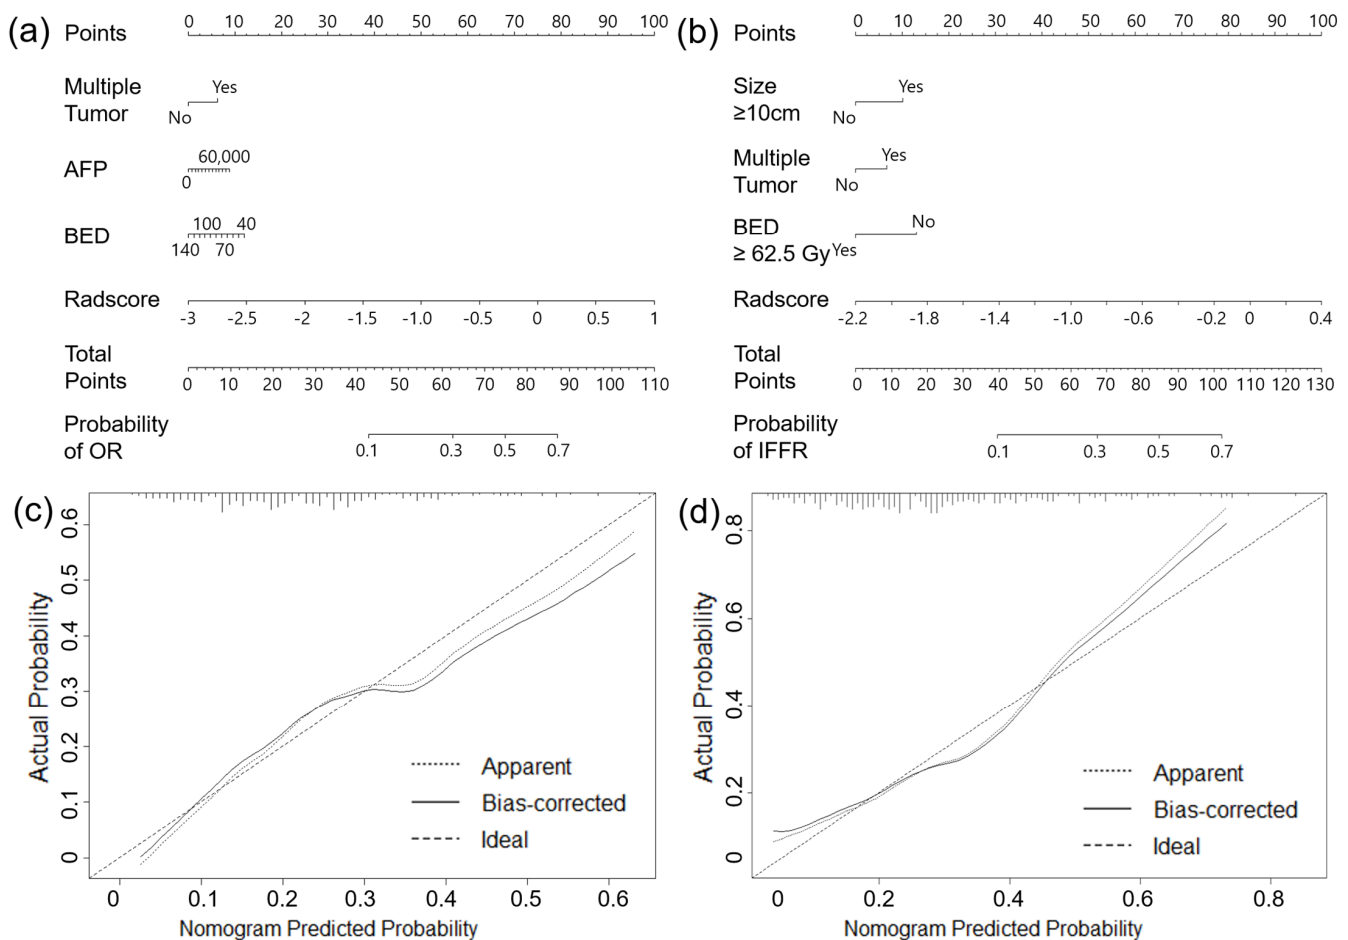 (a)
Points
0 10 20 30 40 50 60 70 80 90 100
Multiple
Tumor
Yes
No
AFP
60,000
0
BED
100 40
140 70
Radscore
-3 -2.5 -2 -1.5 -1.0 -0.5 0 0.5 1
Total
Points
0 10 20 30 40 50 60 70 80 90 100 110
Probability
of OR
0.1 0.3 0.5 0.7
(b)
Points
0 10 20 30 40 50 60 70 80 90 100
Size
≥10cm
Yes
No
Multiple
Tumor
Yes
No
BED
≥ 62.5 Gy
No
Yes
Radscore
-2.2 -1.8 -1.4 -1.0 -0.6 -0.2 0 0.4
Total
Points
0 10 20 30 40 50 60 70 80 90 100 110 120 130
Probability
of IFFR
0.1 0.3 0.5 0.7
(c)
Actual Probability
0 0.1 0.2 0.3 0.4 0.5 0.6
Apparent
Bias-corrected
Ideal
0 0.1 0.2 0.3 0.4 0.5 0.6
Nomogram Predicted Probability
(d)
Actual Probability
0 0.2 0.4 0.6 0.8
Apparent
Bias-corrected
Ideal
0 0.2 0.4 0.6 0.8
Nomogram Predicted Probability